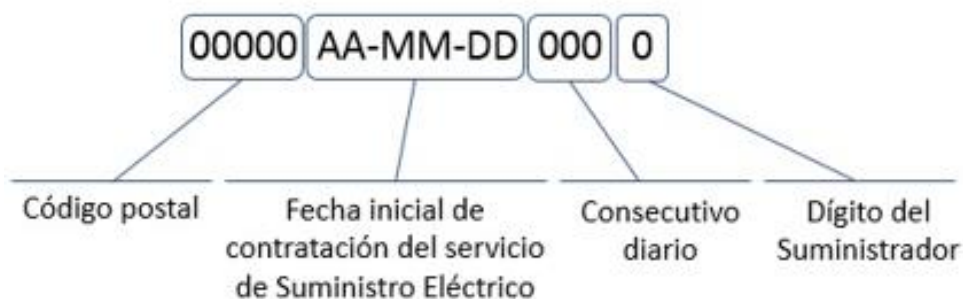 00000 AA-MM-DD 000 0
Código postal
Fecha inicial de
contratación del servicio
de Suministro Eléctrico
Consecutivo
diario
Dígito del
Suministrador